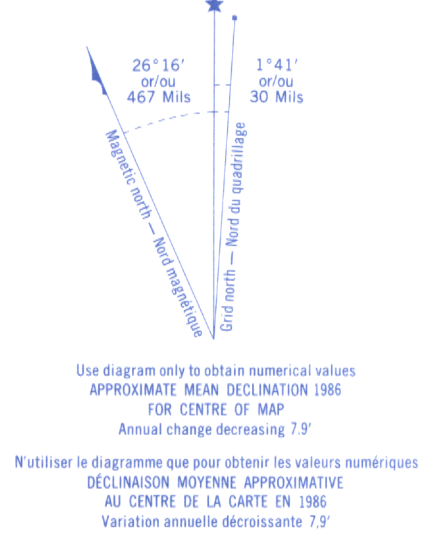 26°16′
or/ou
467 Mils
1°41′
or/ou
30 Mils
Magnetic north — Nord magnétique
Grid north — Nord du quadrillage
Use diagram only to obtain numerical values
APPROXIMATE MEAN DECLINATION 1986
FOR CENTRE OF MAP
Annual change decreasing 7.9′
N'utiliser le diagramme que pour obtenir les valeurs numériques
DÉCLINAISON MOYENNE APPROXIMATIVE
AU CENTRE DE LA CARTE EN 1986
Variation annuelle décroissante 7,9′